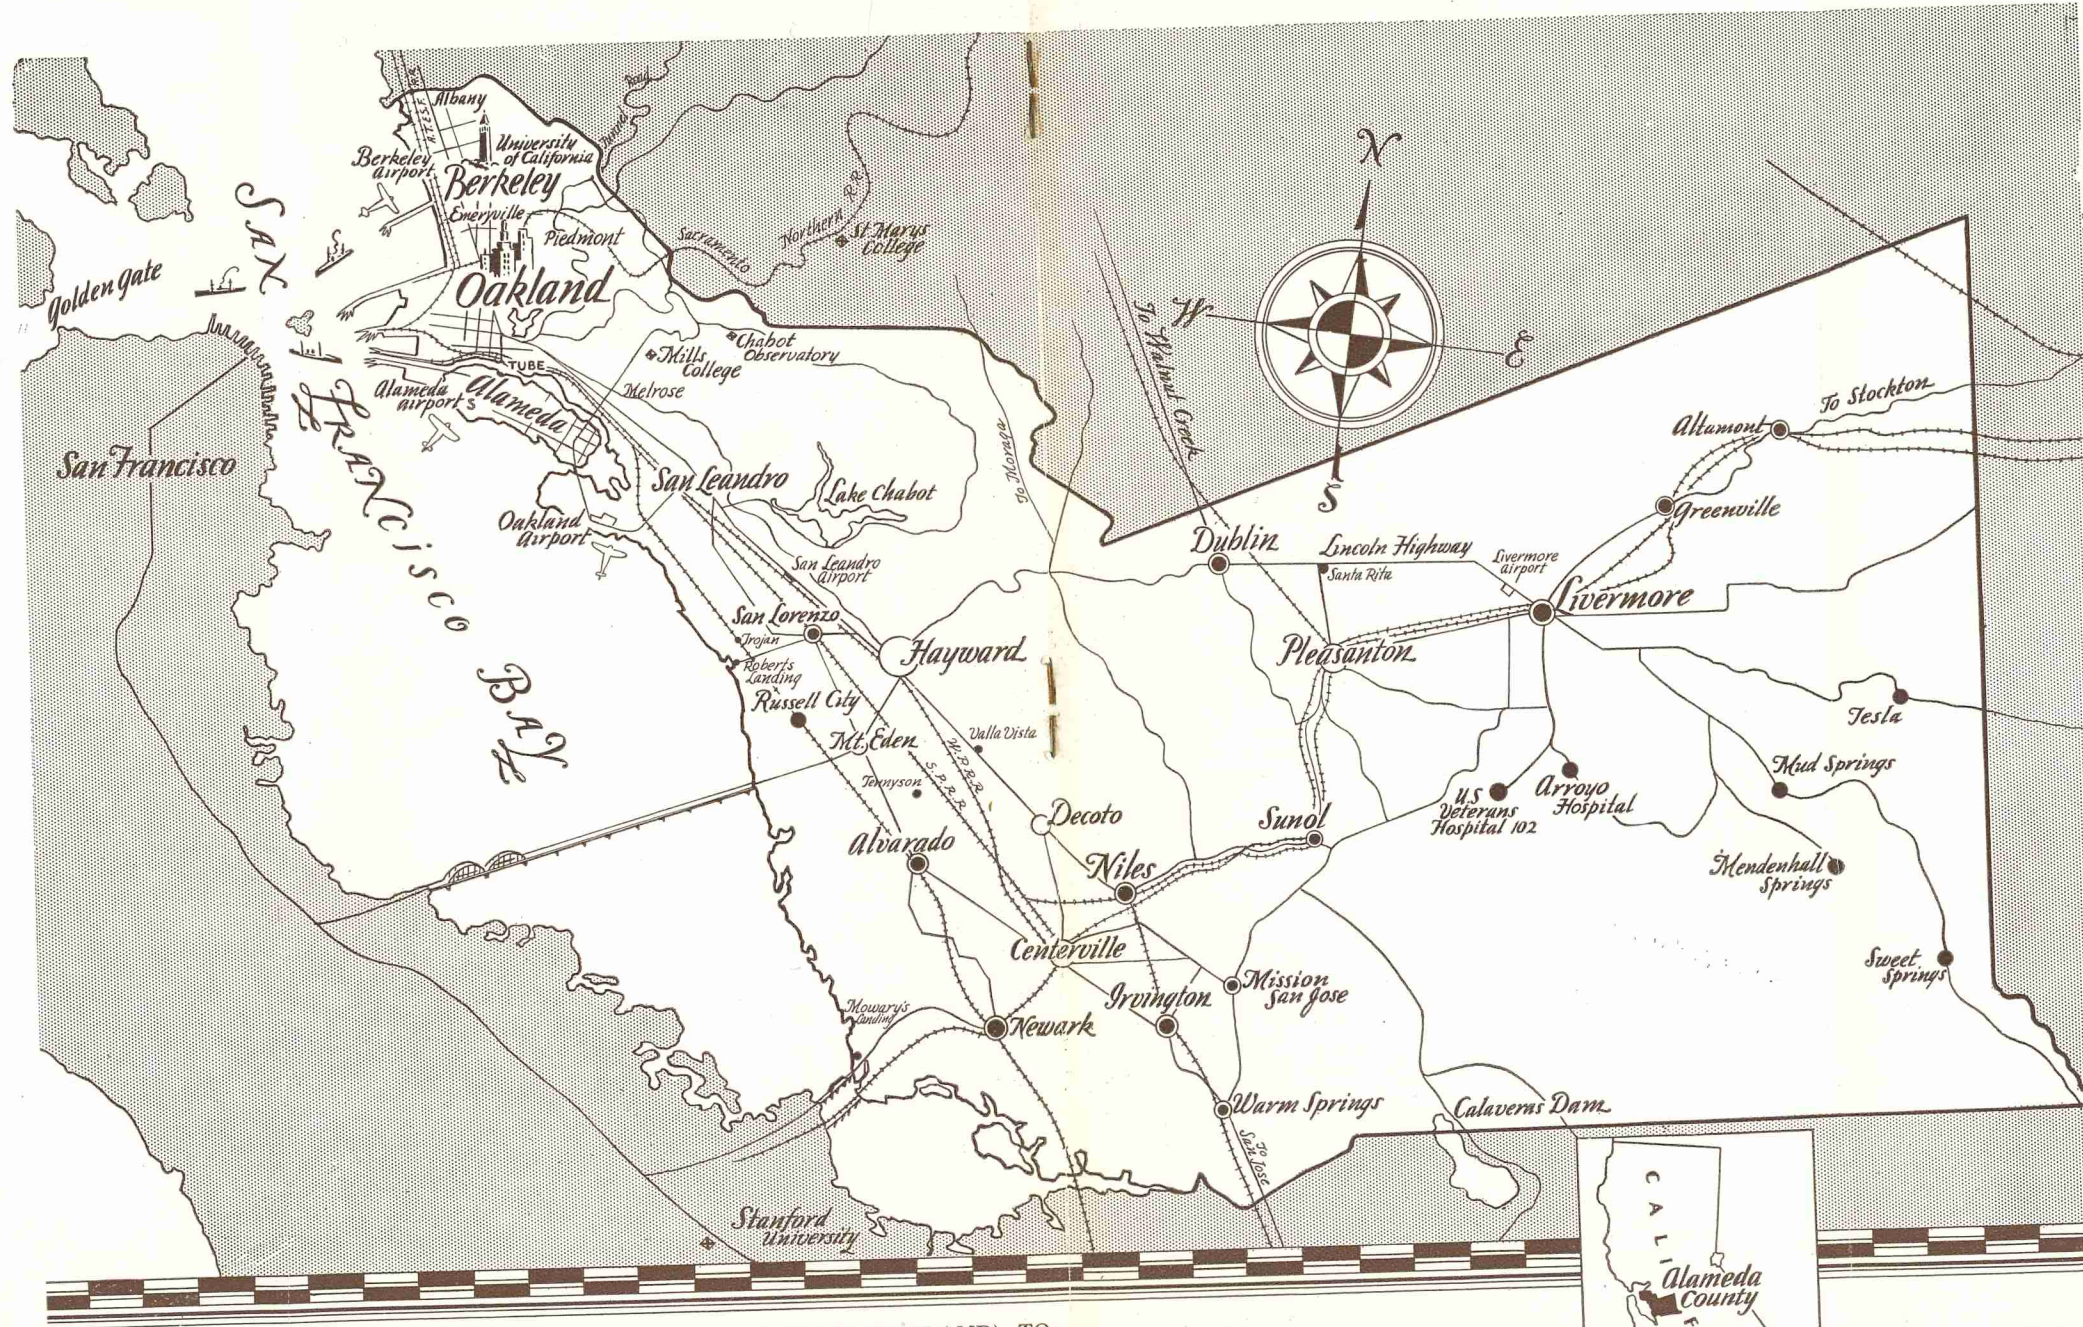 Albany
A.T.&S.F. R.R.
University
of California
Berkeley
Airport
Berkeley
Emeryville
Piedmont
Tunnel Road
Sacramento
Northern R.R.
St Marys
College
SAN
FRANCISCO
BAY
Golden Gate
Oakland
TUBE
Alameda
Airports
Alameda
Mills
College
Chabot
Observatory
Melrose
San Francisco
San Leandro
Lake Chabot
Oakland
Airport
San Leandro
Airport
To Moraga
To Walnut Creek
N
W
E
S
To Stockton
Altamont
Greenville
Dublin
Lincoln Highway
Santa Rita
Livermore
Airport
Livermore
San Lorenzo
Trojan
Roberts
Landing
Hayward
Pleasanton
Russell City
Mt. Eden
Valla Vista
W.P.R.R.
S.P.R.R.
Tennyson
Tesla
Mud Springs
U.S
Veterans
Hospital 102
Arroyo
Hospital
Decoto
Sunol
Alvarado
Niles
Mendenhall
Springs
Centerville
Sweet
Springs
Mission
San Jose
Irvington
Mowary's
Landing
Newark
Warm Springs
Calaveras Dam
To
San Jose
Stanford
University
CALIF
Alameda
County
TO